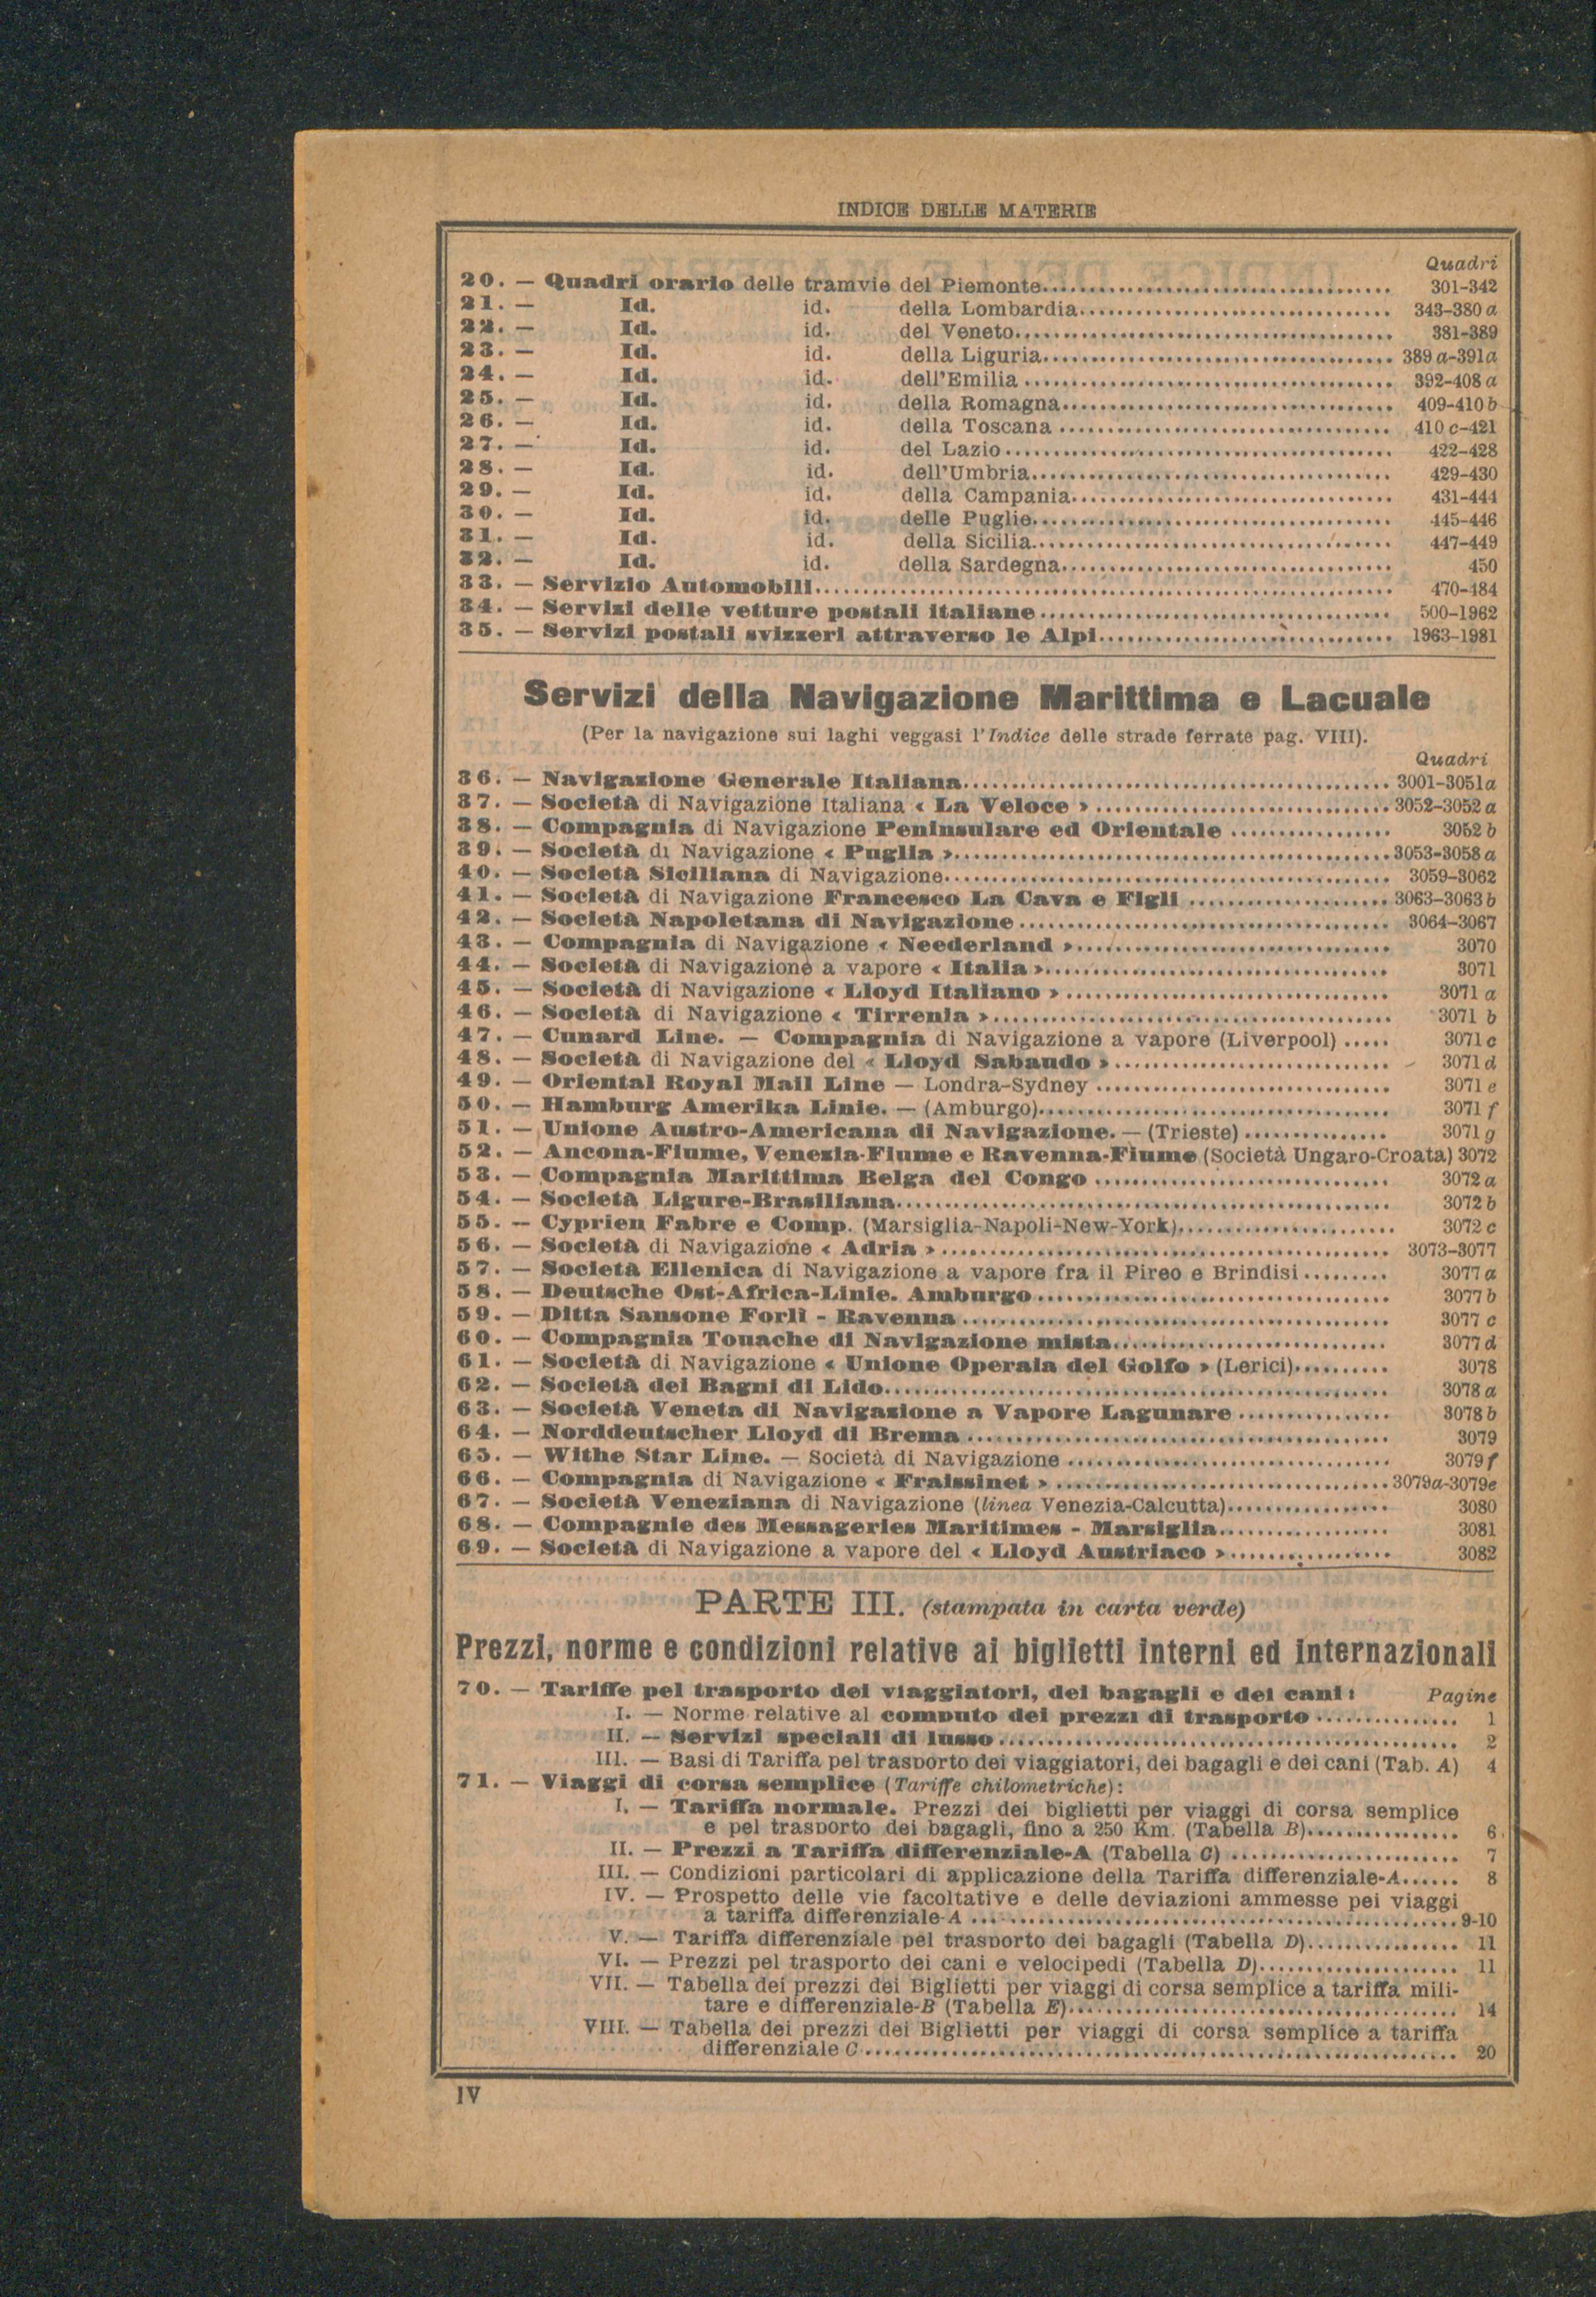 INDICE DELLE MATERIE
Quadri
20. — Quadri orario delle tramvie del Piemonte.................................... 301-342
21. — Id. id. della Lombardia................................ 343-380 a
22. — Id. id. del Veneto....................................... 381-389
23. — Id. id. della Liguria.................................... 389 a-391a
24. — Id. id. dell'Emilia ...................................... 392-408 a
25. — Id. id. della Romagna.................................. 409-410 b
26. — Id. id. della Toscana .................................. 410 c-421
27. — Id. id. del Lazio........................................ 422-428
28. — Id. id. dell'Umbria..................................... 429-430
29. — Id. id. della Campania................................. 431-444
30. — Id. id. delle Puglie..................................... 445-446
31. — Id. id. della Sicilia..................................... 447-449
32. — Id. id. della Sardegna.................................. 450
33. — Servizio Automobili............................................................ 470-484
34. — Servizi delle vetture postali italiane.................................... 500-1962
35. — Servizi postali svizzeri attraverso le Alpi.............................. 1963-1981
Servizi della Navigazione Marittima e Lacuale
(Per la navigazione sui laghi veggasi l'Indice delle strade ferrate pag. VIII).
Quadri
36. — Navigazione Generale Italiana............................................ 3001-3051a
37. — Società di Navigazione Italiana « La Veloce » .............................. 3052-3052 a
38. — Compagnia di Navigazione Peninsulare ed Orientale ................. 3052 b
39. — Società di Navigazione « Puglia »............................................. 3053-3058 a
40. — Società Siciliana di Navigazione.............................................. 3059-3062
41. — Società di Navigazione Francesco La Cava e Figli ..................... 3063-3063 b
42. — Società Napoletana di Navigazione...................................... 3064-3067
43. — Compagnia di Navigazione « Neederland »................................. 3070
44. — Società di Navigazione a vapore « Italia ».................................... 3071
45. — Società di Navigazione « Lloyd Italiano » ................................. 3071 a
46. — Società di Navigazione « Tirrenia »......................................... 3071 b
47. — Cunard Line. — Compagnia di Navigazione a vapore (Liverpool) ..... 3071 c
48. — Società di Navigazione del « Lloyd Sabaudo »............................. 3071 d
49. — Oriental Royal Mail Line — Londra-Sydney ............................... 3071 e
50. — Hamburg Amerika Linie. — (Amburgo).................................... 3071 f
51. — Unione Austro-Americana di Navigazione. — (Trieste) ............... 3071 g
52. — Ancona-Fiume, Venezia-Fiume e Ravenna-Fiume (Società Ungaro-Croata) 3072
53. — Compagnia Marittima Belga del Congo ............................... 3072 a
54. — Società Ligure-Brasiliana................................................... 3072 b
55. — Cyprien Fabre e Comp. (Marsiglia-Napoli-New-York)....................... 3072 c
56. — Società di Navigazione « Adria » .............................................. 3073-3077
57. — Società Ellenica di Navigazione a vapore fra il Pireo e Brindisi......... 3077 a
58. — Deutsche Ost-Africa-Linie. Amburgo..................................... 3077 b
59. — Ditta Sansone Forlì - Ravenna ............................................ 3077 c
60. — Compagnia Touache di Navigazione mista............................ 3077 d
61. — Società di Navigazione « Unione Operaia del Golfo » (Lerici).......... 3078
62. — Società dei Bagni di Lido.................................................... 3078 a
63. — Società Veneta di Navigazione a Vapore Lagunare ................ 3078 b
64. — Norddeutscher Lloyd di Brema ........................................... 3079
65. — Withe Star Line. — Società di Navigazione .................................. 3079 f
66. — Compagnia di Navigazione « Fraissinet » .................................. 3079a-3079e
67. — Società Veneziana di Navigazione (linea Venezia-Calcutta)................. 3080
68. — Compagnie des Messageries Maritimes - Marsiglia.................. 3081
69. — Società di Navigazione a vapore del « Lloyd Austriaco »................. 3082
PARTE III. (stampata in carta verde)
Prezzi, norme e condizioni relative ai biglietti interni ed internazionali
70. — Tariffe pel trasporto dei viaggiatori, dei bagagli e dei cani: Pagine
I. — Norme relative al computo dei prezzi di trasporto ............... 1
II. — Servizi speciali di lusso............................................... 2
III. — Basi di Tariffa pel trasporto dei viaggiatori, dei bagagli e dei cani (Tab. A) 4
71. — Viaggi di corsa semplice (Tariffe chilometriche):
I. — Tariffa normale. Prezzi dei biglietti per viaggi di corsa semplice
e pel trasporto dei bagagli, fino a 250 Km. (Tabella B)................ 6
II. — Prezzi a Tariffa differenziale-A (Tabella C) ........................ 7
III. — Condizioni particolari di applicazione della Tariffa differenziale-A...... 8
IV. — Prospetto delle vie facoltative e delle deviazioni ammesse pei viaggi
a tariffa differenziale-A .................................................. 9-10
V. — Tariffa differenziale pel trasporto dei bagagli (Tabella D)................ 11
VI. — Prezzi pel trasporto dei cani e velocipedi (Tabella D)..................... 11
VII. — Tabella dei prezzi dei Biglietti per viaggi di corsa semplice a tariffa mili-
tare e differenziale-B (Tabella E)........................................ 14
VIII. — Tabella dei prezzi dei Biglietti per viaggi di corsa semplice a tariffa
differenziale C ............................................................. 20
IV